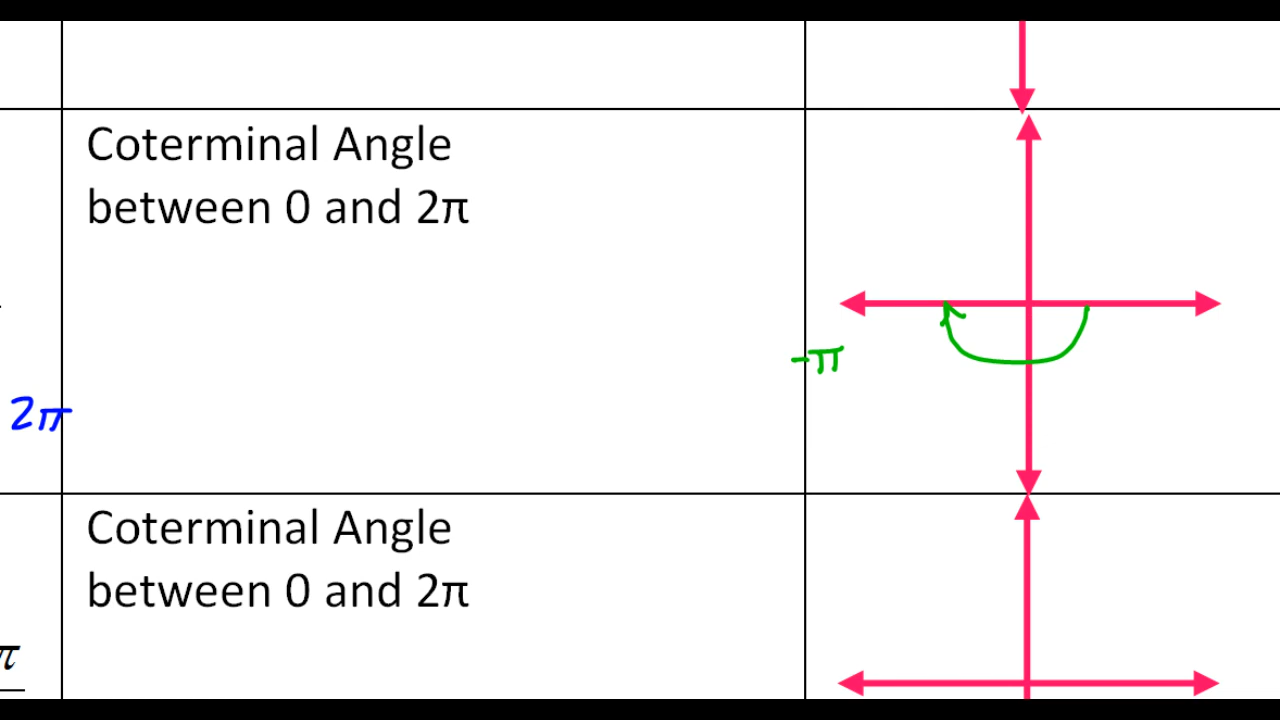 Coterminal Angle
between 0 and 2π
-π
2π
Coterminal Angle
between 0 and 2π
π